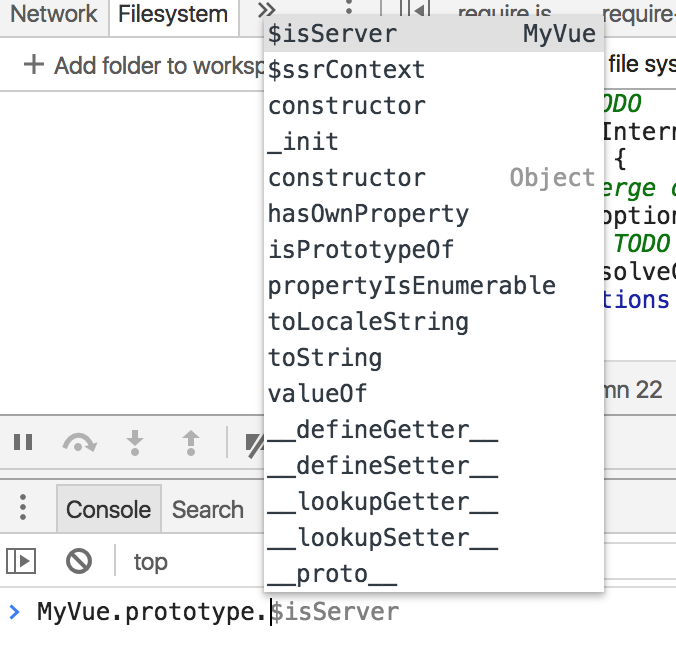 Network Filesystem »
require.js require-
+ Add folder to worksp
file sys
ODO
Intern
{
erge
option
TODO
solve
tions
mn 22
$isServer MyVue
$ssrContext
constructor
_init
constructor Object
hasOwnProperty
isPrototypeOf
propertyIsEnumerable
toLocaleString
toString
valueOf
__defineGetter__
__defineSetter__
__lookupGetter__
__lookupSetter__
__proto__
Console Search
top
> MyVue.prototype.$isServer